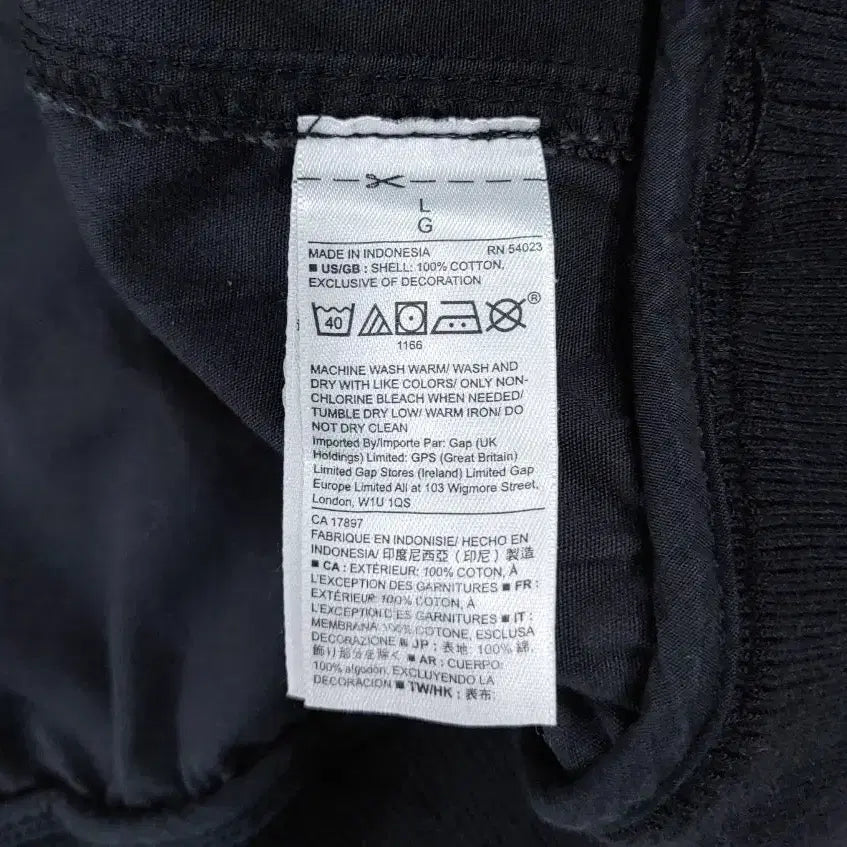 L
G
MADE IN INDONESIA RN 54023
■ US/GB : SHELL: 100% COTTON,
EXCLUSIVE OF DECORATION
40 ®
1166
MACHINE WASH WARM/ WASH AND
DRY WITH LIKE COLORS/ ONLY NON-
CHLORINE BLEACH WHEN NEEDED/
TUMBLE DRY LOW/ WARM IRON/ DO
NOT DRY CLEAN
Imported By/Importe Par: Gap (UK
Holdings) Limited: GPS (Great Britain)
Limited Gap Stores (Ireland) Limited Gap
Europe Limited All at 103 Wigmore Street,
London, W1U 1QS
CA 17897
FABRIQUE EN INDONISIE/ HECHO EN
INDONESIA/ 印度尼西亞 (印尼) 製造
■ CA : EXTÉRIEUR: 100% COTON, À
L'EXCEPTION DES GARNITURES ■ FR :
EXTÉRIEUR: 100% COTON, À
L'EXCEPTION DES GARNITURES ■ IT :
MEMBRANA: 100% COTONE, ESCLUSA
DECORAZIONE ■ JP : 表地: 100% 綿,
飾り部分を除く ■ AR : CUERPO:
100% algodón, EXCLUYENDO LA
DECORACION ■ TW/HK : 表布: